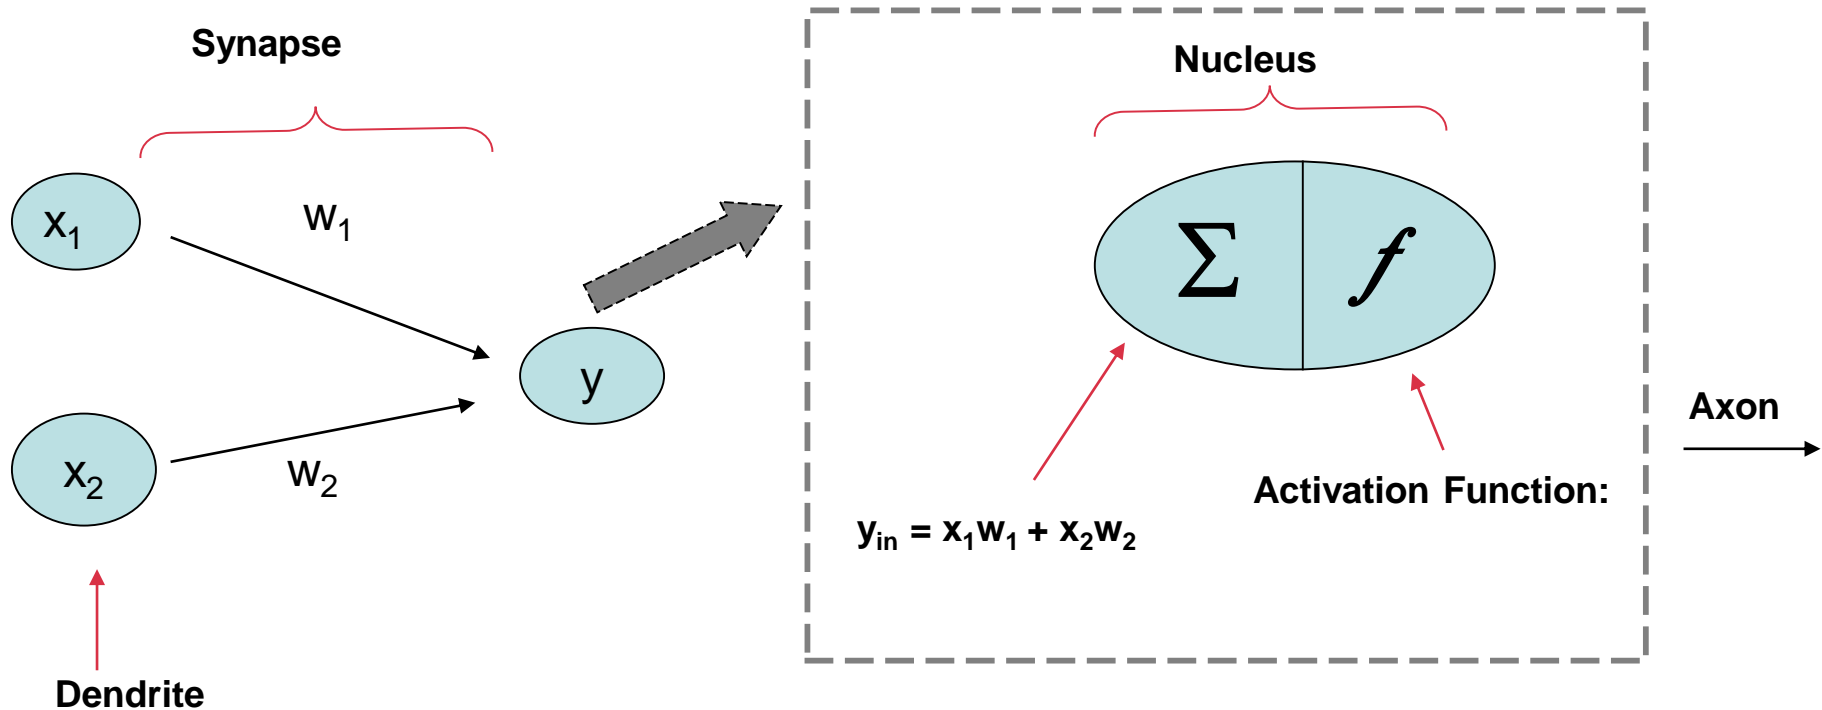 Synapse
Nucleus
x₁
w₁
Σ
f
y
Axon
x₂
w₂
Activation Function:
yᵢₙ = x₁w₁ + x₂w₂
Dendrite